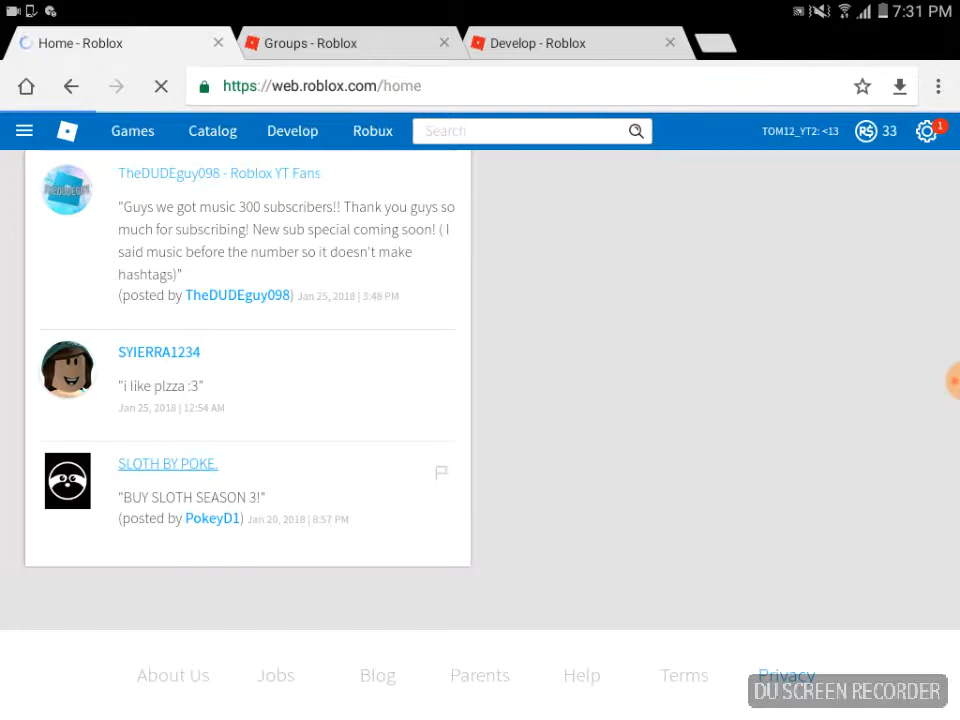 7:31 PM
Home - Roblox
Groups - Roblox
Develop - Roblox
https://web.roblox.com/home
Games Catalog Develop Robux Search TOM12_YT2: <13 R$ 33 1
TheDUDEguy098 - Roblox YT Fans
"Guys we got music 300 subscribers!! Thank you guys so
much for subscribing! New sub special coming soon! ( I
said music before the number so it doesn't make
hashtags)"
(posted by TheDUDEguy098) Jan 25, 2018 | 3:48 PM
SYIERRA1234
"i like plzza :3"
Jan 25, 2018 | 12:54 AM
SLOTH BY POKE.
"BUY SLOTH SEASON 3!"
(posted by PokeyD1) Jan 20, 2018 | 8:57 PM
About Us Jobs Blog Parents Help Terms Privacy
DU SCREEN RECORDER